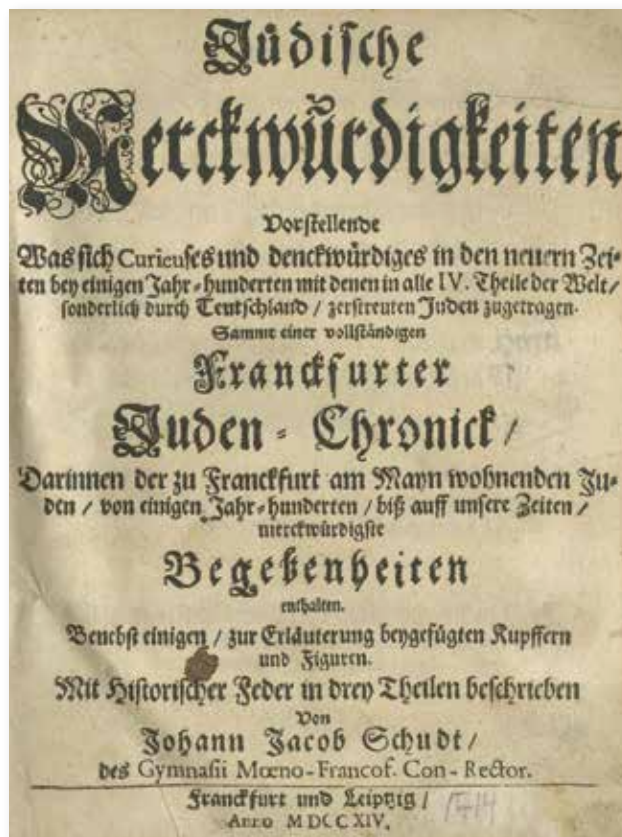 Jüdische
Merckwürdigkeiten
Vorstellende
Was sich Curieuses und denckwürdiges in den neuern Zei-
ten bey einigen Jahr-hunderten mit denen in alle IV. Theile der Welt/
sonderlich durch Teutschland / zerstreuten Juden zugetragen.
Sammt einer vollständigen
Franckfurter
Juden-Chronick/
Darinnen der zu Franckfurt am Mayn wohnenden Ju-
den / von einigen Jahr-hunderten / biß auff unsere Zeiten /
merckwürdigste
Begebenheiten
enthalten.
Benebst einigen / zur Erläuterung beygefügten Kupffern
und Figuren.
Mit Historischer Feder in drey Theilen beschrieben
Von
Johann Jacob Schudt/
des Gymnasii Mœno-Francof. Con-Rector.
Franckfurt und Leipzig/
ANNO MDCCXIV.
1714